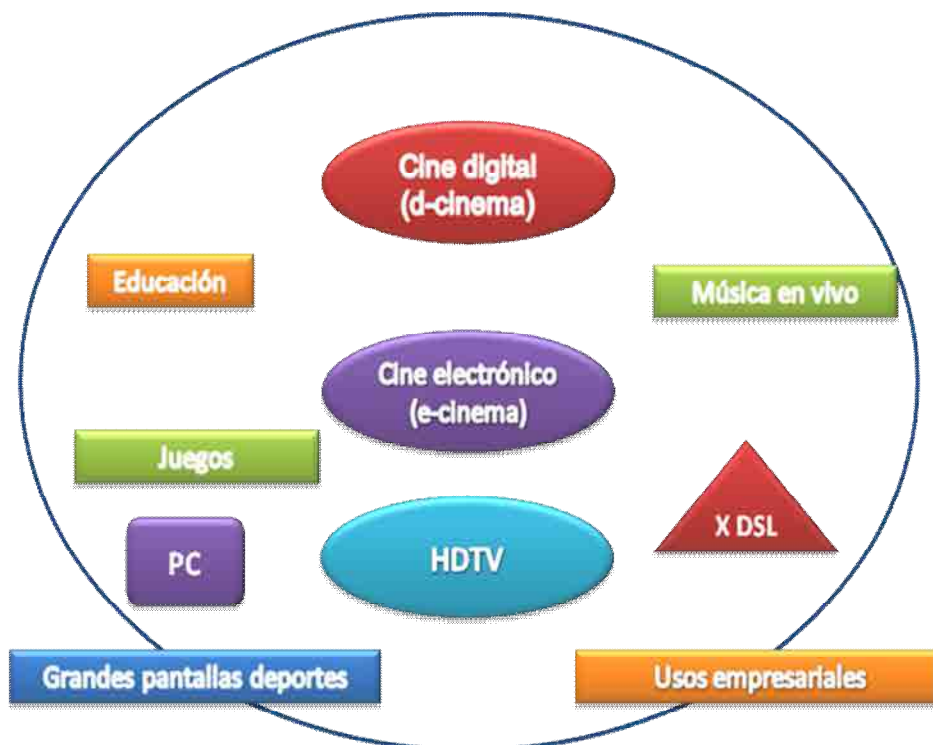 Cine digital
(d-cinema)
Educación
Música en vivo
Cine electrónico
(e-cinema)
Juegos
X DSL
PC
HDTV
Grandes pantallas deportes
Usos empresariales